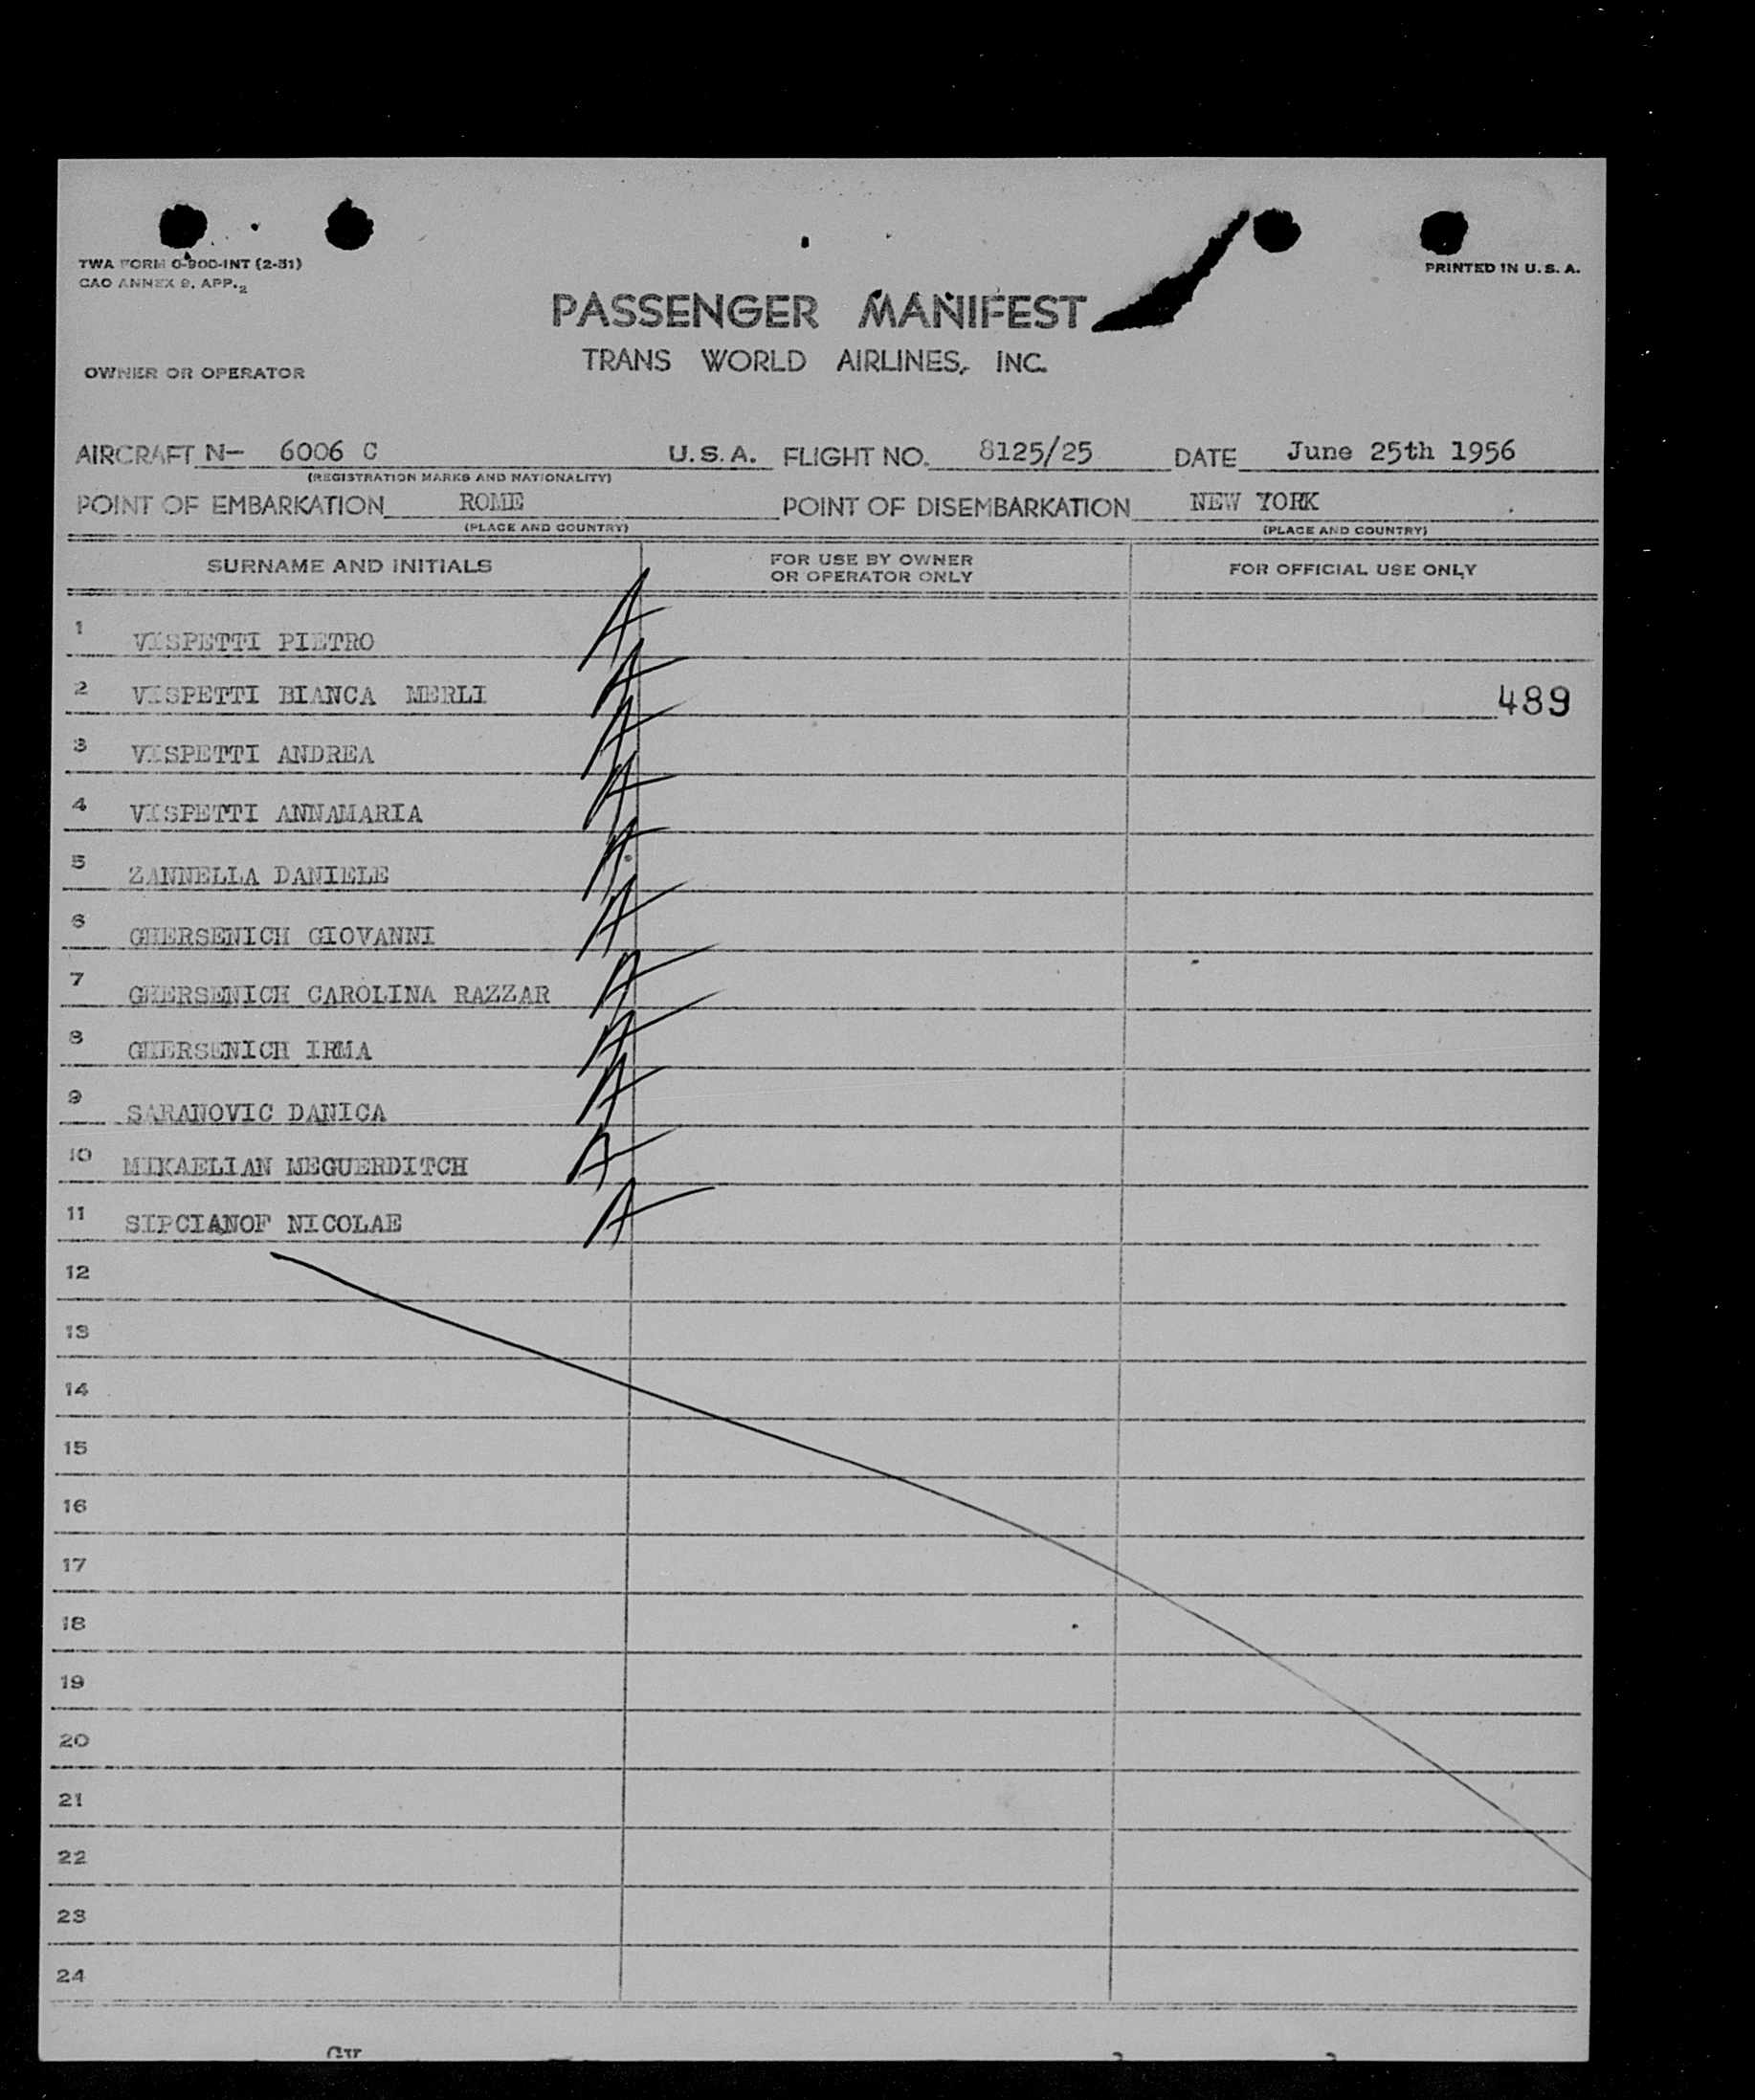 TWA FORM O-900-INT (2-51)
CAO ANNEX 9, APP. 2
PRINTED IN U. S. A.
PASSENGER MANIFEST
TRANS WORLD AIRLINES, INC.
OWNER OR OPERATOR
AIRCRAFT N- 6006 C U. S. A. FLIGHT NO. 8125/25 DATE June 25th 1956
(REGISTRATION MARKS AND NATIONALITY)
POINT OF EMBARKATION ROME POINT OF DISEMBARKATION NEW YORK
(PLACE AND COUNTRY) (PLACE AND COUNTRY)
SURNAME AND INITIALS FOR USE BY OWNER OR OPERATOR ONLY FOR OFFICIAL USE ONLY
1 VISPETTI PIETRO A
2 VISPETTI BIANCA MERLI A 489
3 VISPETTI ANDREA A
4 VISPETTI ANNAMARIA A
5 ZANNELLA DANIELE A
6 GHERSENICH GIOVANNI A
7 GHERSENICH CAROLINA RAZZAR A
8 GHERSENICH IRMA A
9 SARANOVIC DANICA A
10 MIKAELIAN MEGUERDITCH A
11 SIPCIANOF NICOLAE A
12
13
14
15
16
17
18
19
20
21
22
23
24